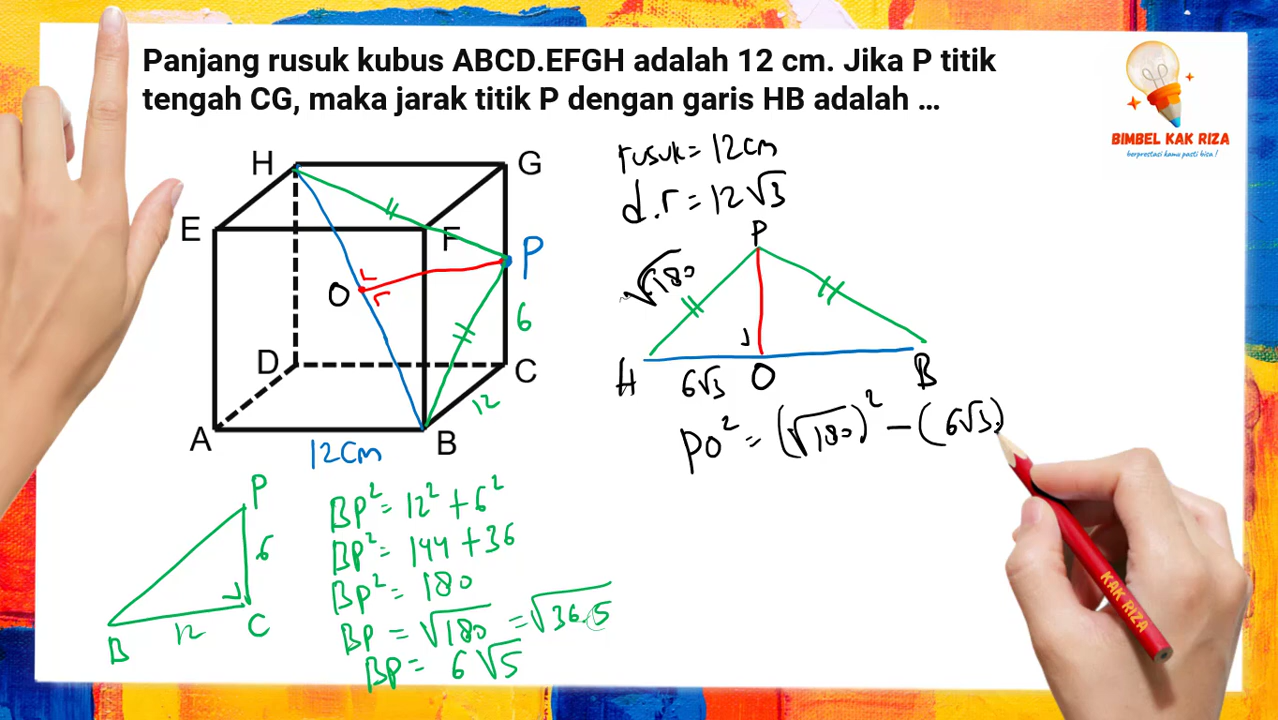 Panjang rusuk kubus ABCD.EFGH adalah 12 cm. Jika P titik
tengah CG, maka jarak titik P dengan garis HB adalah ...
BIMBEL KAK RIZA
berprestasi kamu pasti bisa !
rusuk = 12cm
d.r = 12√3
H
G
E
F
P
O
6
D
C
12
A
B
12cm
P
√180
H
6√3
O
B
PO² = (√180)² - (6√3)
P
6
B
12
C
BP² = 12² + 6²
BP² = 144 + 36
BP² = 180
BP = √180 = √36.5
BP = 6√5
KAK RIZA